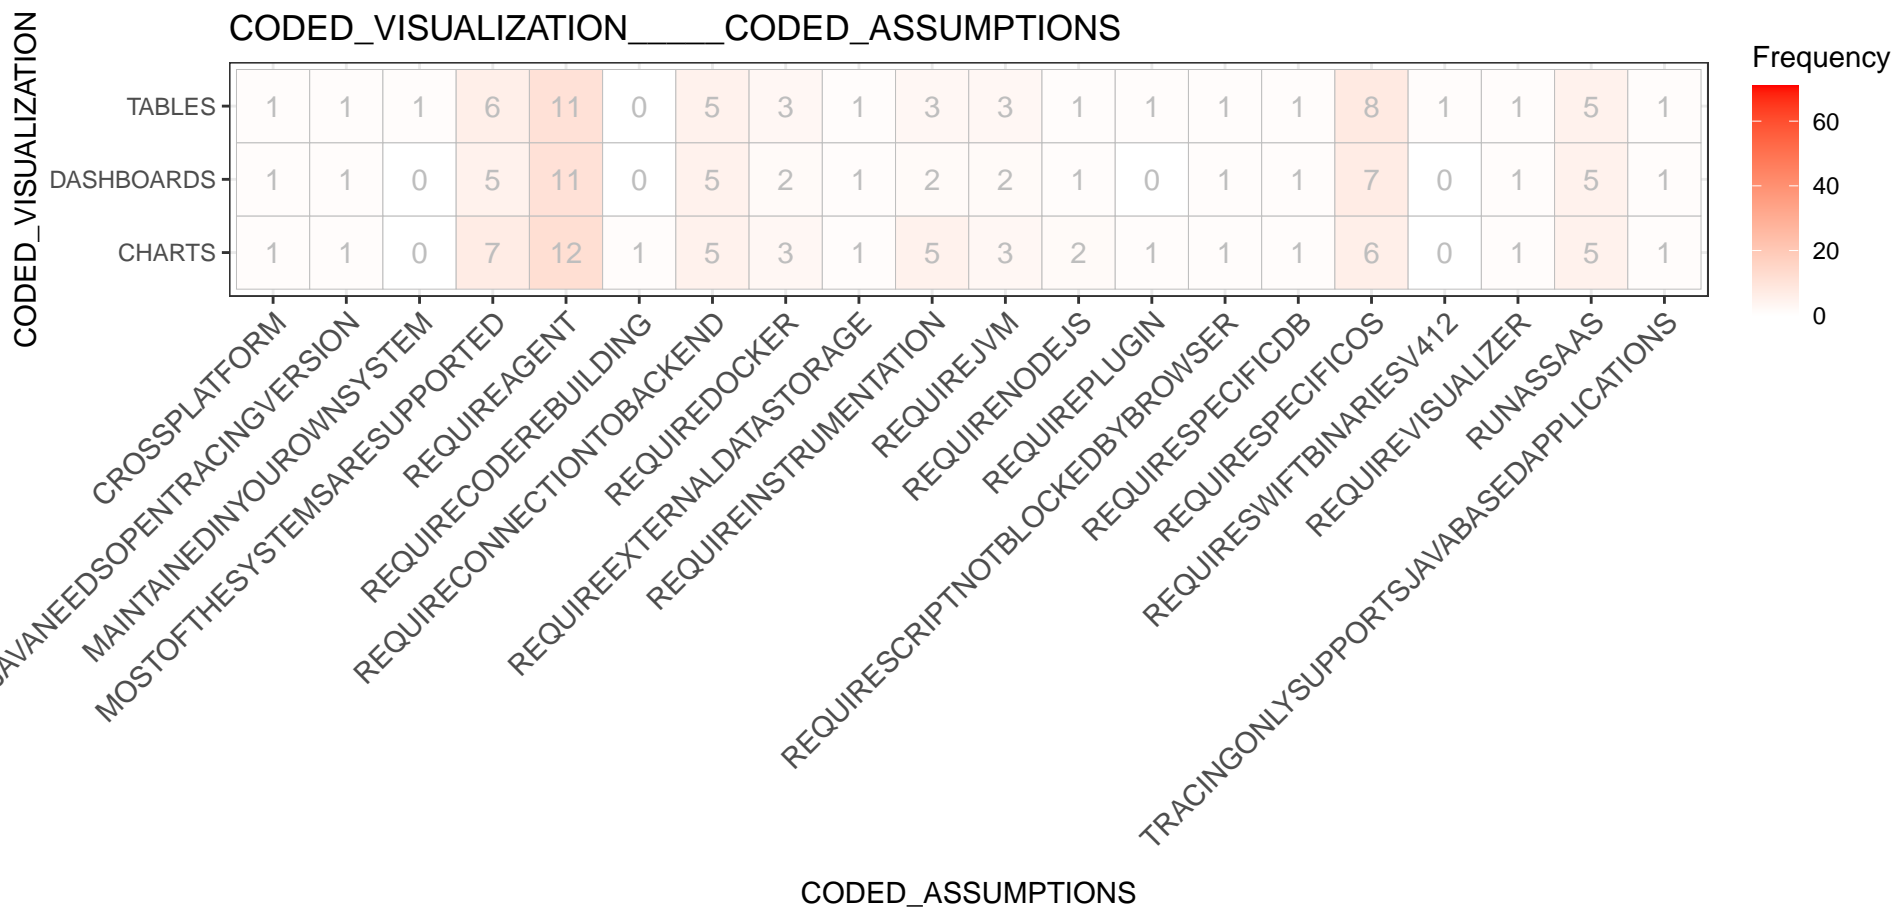 CODED_VISUALIZATION_____CODED_ASSUMPTIONS
CODED_VISUALIZATION
TABLES 1 1 1 6 11 0 5 3 1 3 3 1 1 1 1 8 1 1 5 1
DASHBOARDS 1 1 0 5 11 0 5 2 1 2 2 1 0 1 1 7 0 1 5 1
CHARTS 1 1 0 7 12 1 5 3 1 5 3 2 1 1 1 6 0 1 5 1
CROSSPLATFORM
AVANEEDSOPENTRACINGVERSION
MAINTAINEDINYOUROWNSYSTEM
MOSTOFTHESYSTEMSARESUPPORTED
REQUIREAGENT
REQUIRECODEREBUILDING
REQUIRECONNECTIONTOBACKEND
REQUIREDOCKER
REQUIREEXTERNALDATASTORAGE
REQUIREINSTRUMENTATION
REQUIREJVM
REQUIRENODEJS
REQUIREPLUGIN
REQUIRESCRIPTNOTBLOCKEDBYBROWSER
REQUIRESPECIFICDB
REQUIRESPECIFICOS
REQUIRESWIFTBINARIESV412
REQUIREVISUALIZER
RUNASSAAS
TRACINGONLYSUPPORTSJAVABASEDAPPLICATIONS
CODED_ASSUMPTIONS
Frequency
60
40
20
0